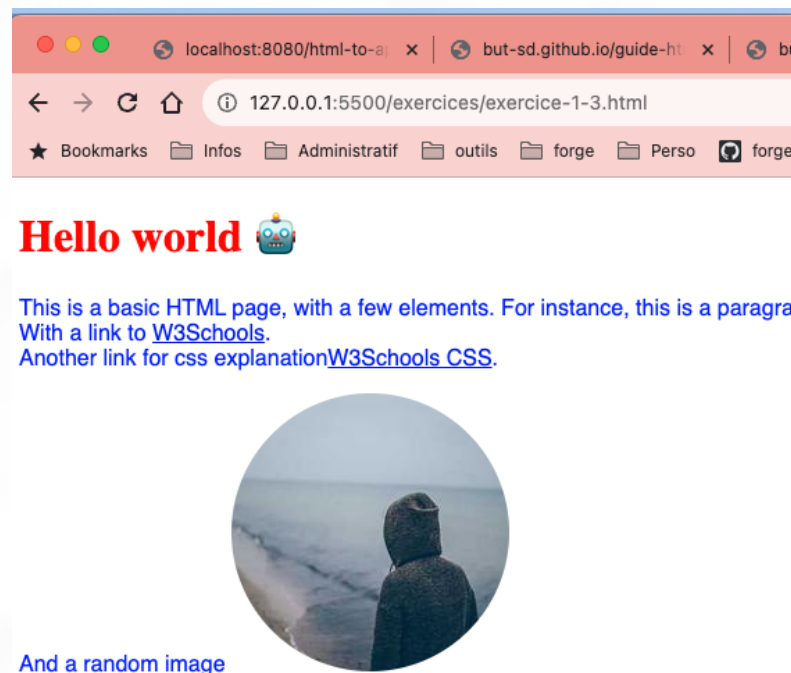 localhost:8080/html-to-a
but-sd.github.io/guide-ht
b
127.0.0.1:5500/exercices/exercice-1-3.html
Bookmarks Infos Administratif outils forge Perso forge
Hello world 🤖
This is a basic HTML page, with a few elements. For instance, this is a paragra
With a link to W3Schools.
Another link for css explanationW3Schools CSS.
And a random image